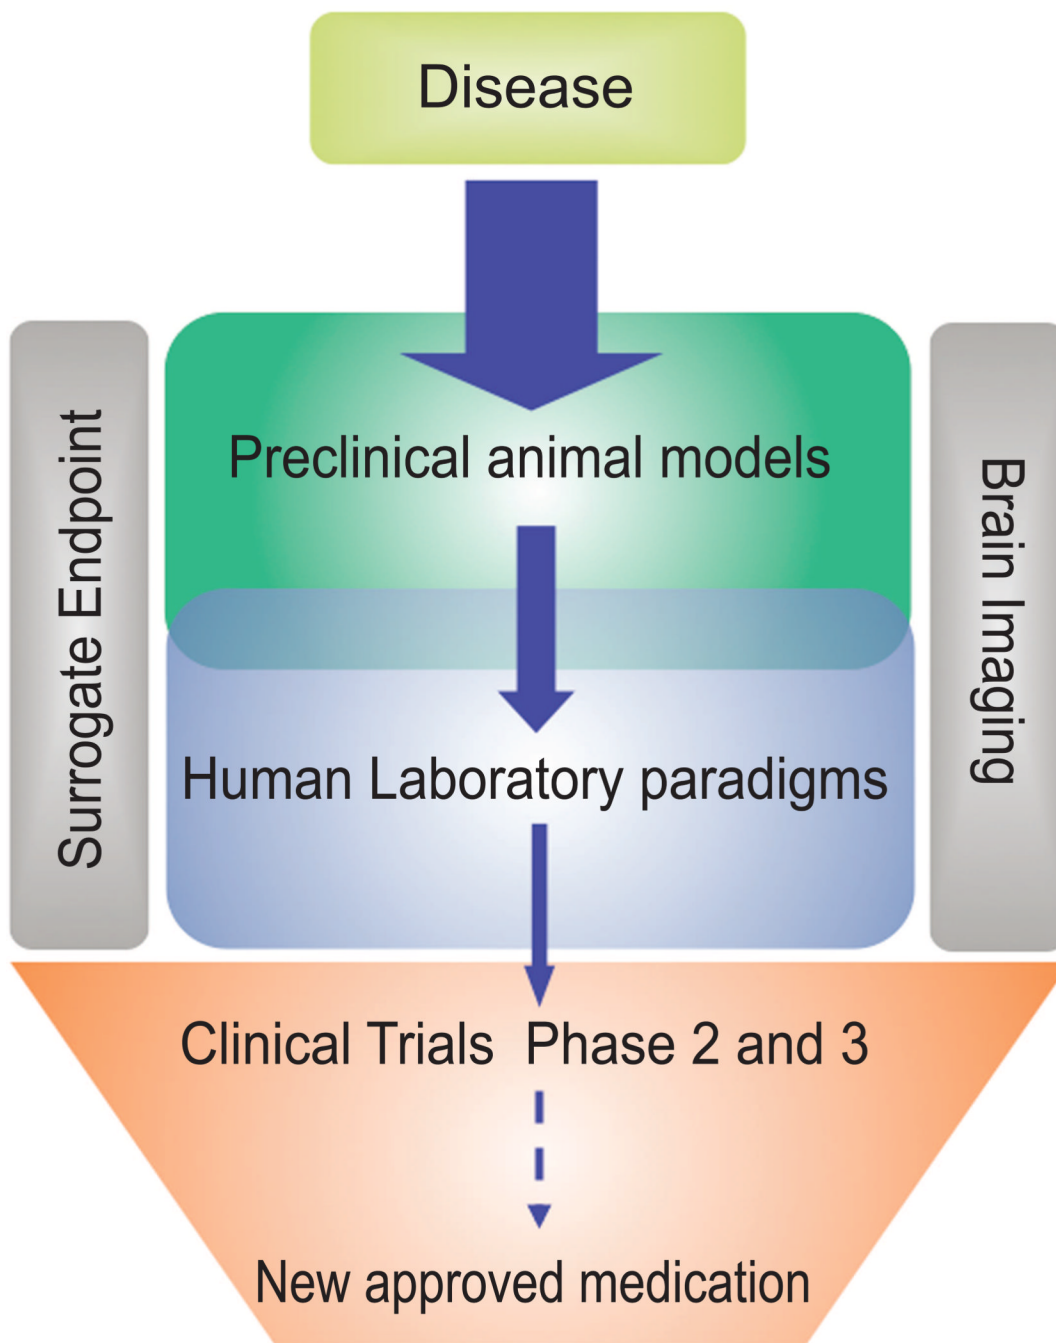 Disease
Preclinical animal models
Surrogate Endpoint
Brain Imaging
Human Laboratory paradigms
Clinical Trials  Phase 2 and 3
New approved medication